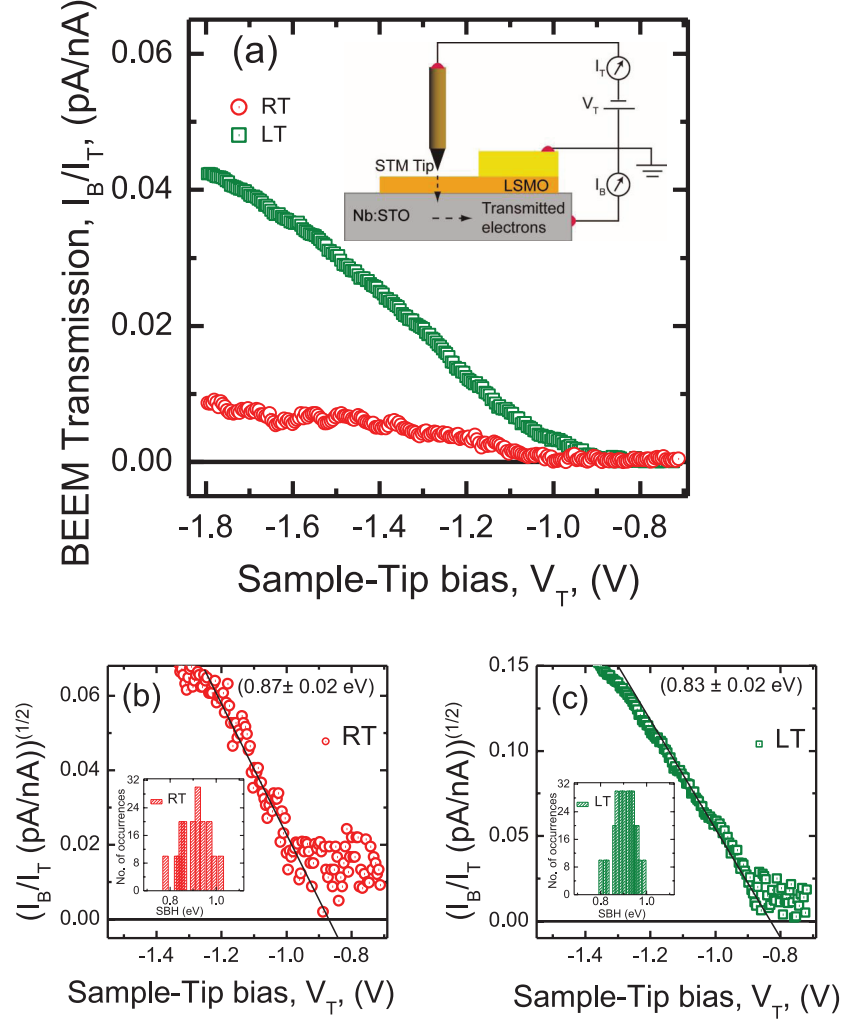 (a)
RT
LT
BEEM Transmission, I_B/I_T, (pA/nA)
0.06
0.04
0.02
0.00
-1.8 -1.6 -1.4 -1.2 -1.0 -0.8
Sample-Tip bias, V_T, (V)
STM Tip
LSMO
Nb:STO
Transmitted
electrons
I_T
V_T
I_B
(b)
(0.87± 0.02 eV)
RT
(I_B/I_T (pA/nA))^(1/2)
0.06
0.04
0.02
0.00
-1.4 -1.2 -1.0 -0.8
Sample-Tip bias, V_T, (V)
RT
No. of occurrences
32
24
16
8
0.8 1.0
SBH (eV)
(c)
(0.83 ± 0.02 eV)
LT
(I_B/I_T (pA/nA))^(1/2)
0.15
0.10
0.05
0.00
-1.4 -1.2 -1.0 -0.8
Sample-Tip bias, V_T, (V)
LT
No. of occurrences
32
24
16
8
0
0.8 1.0
SBH (eV)